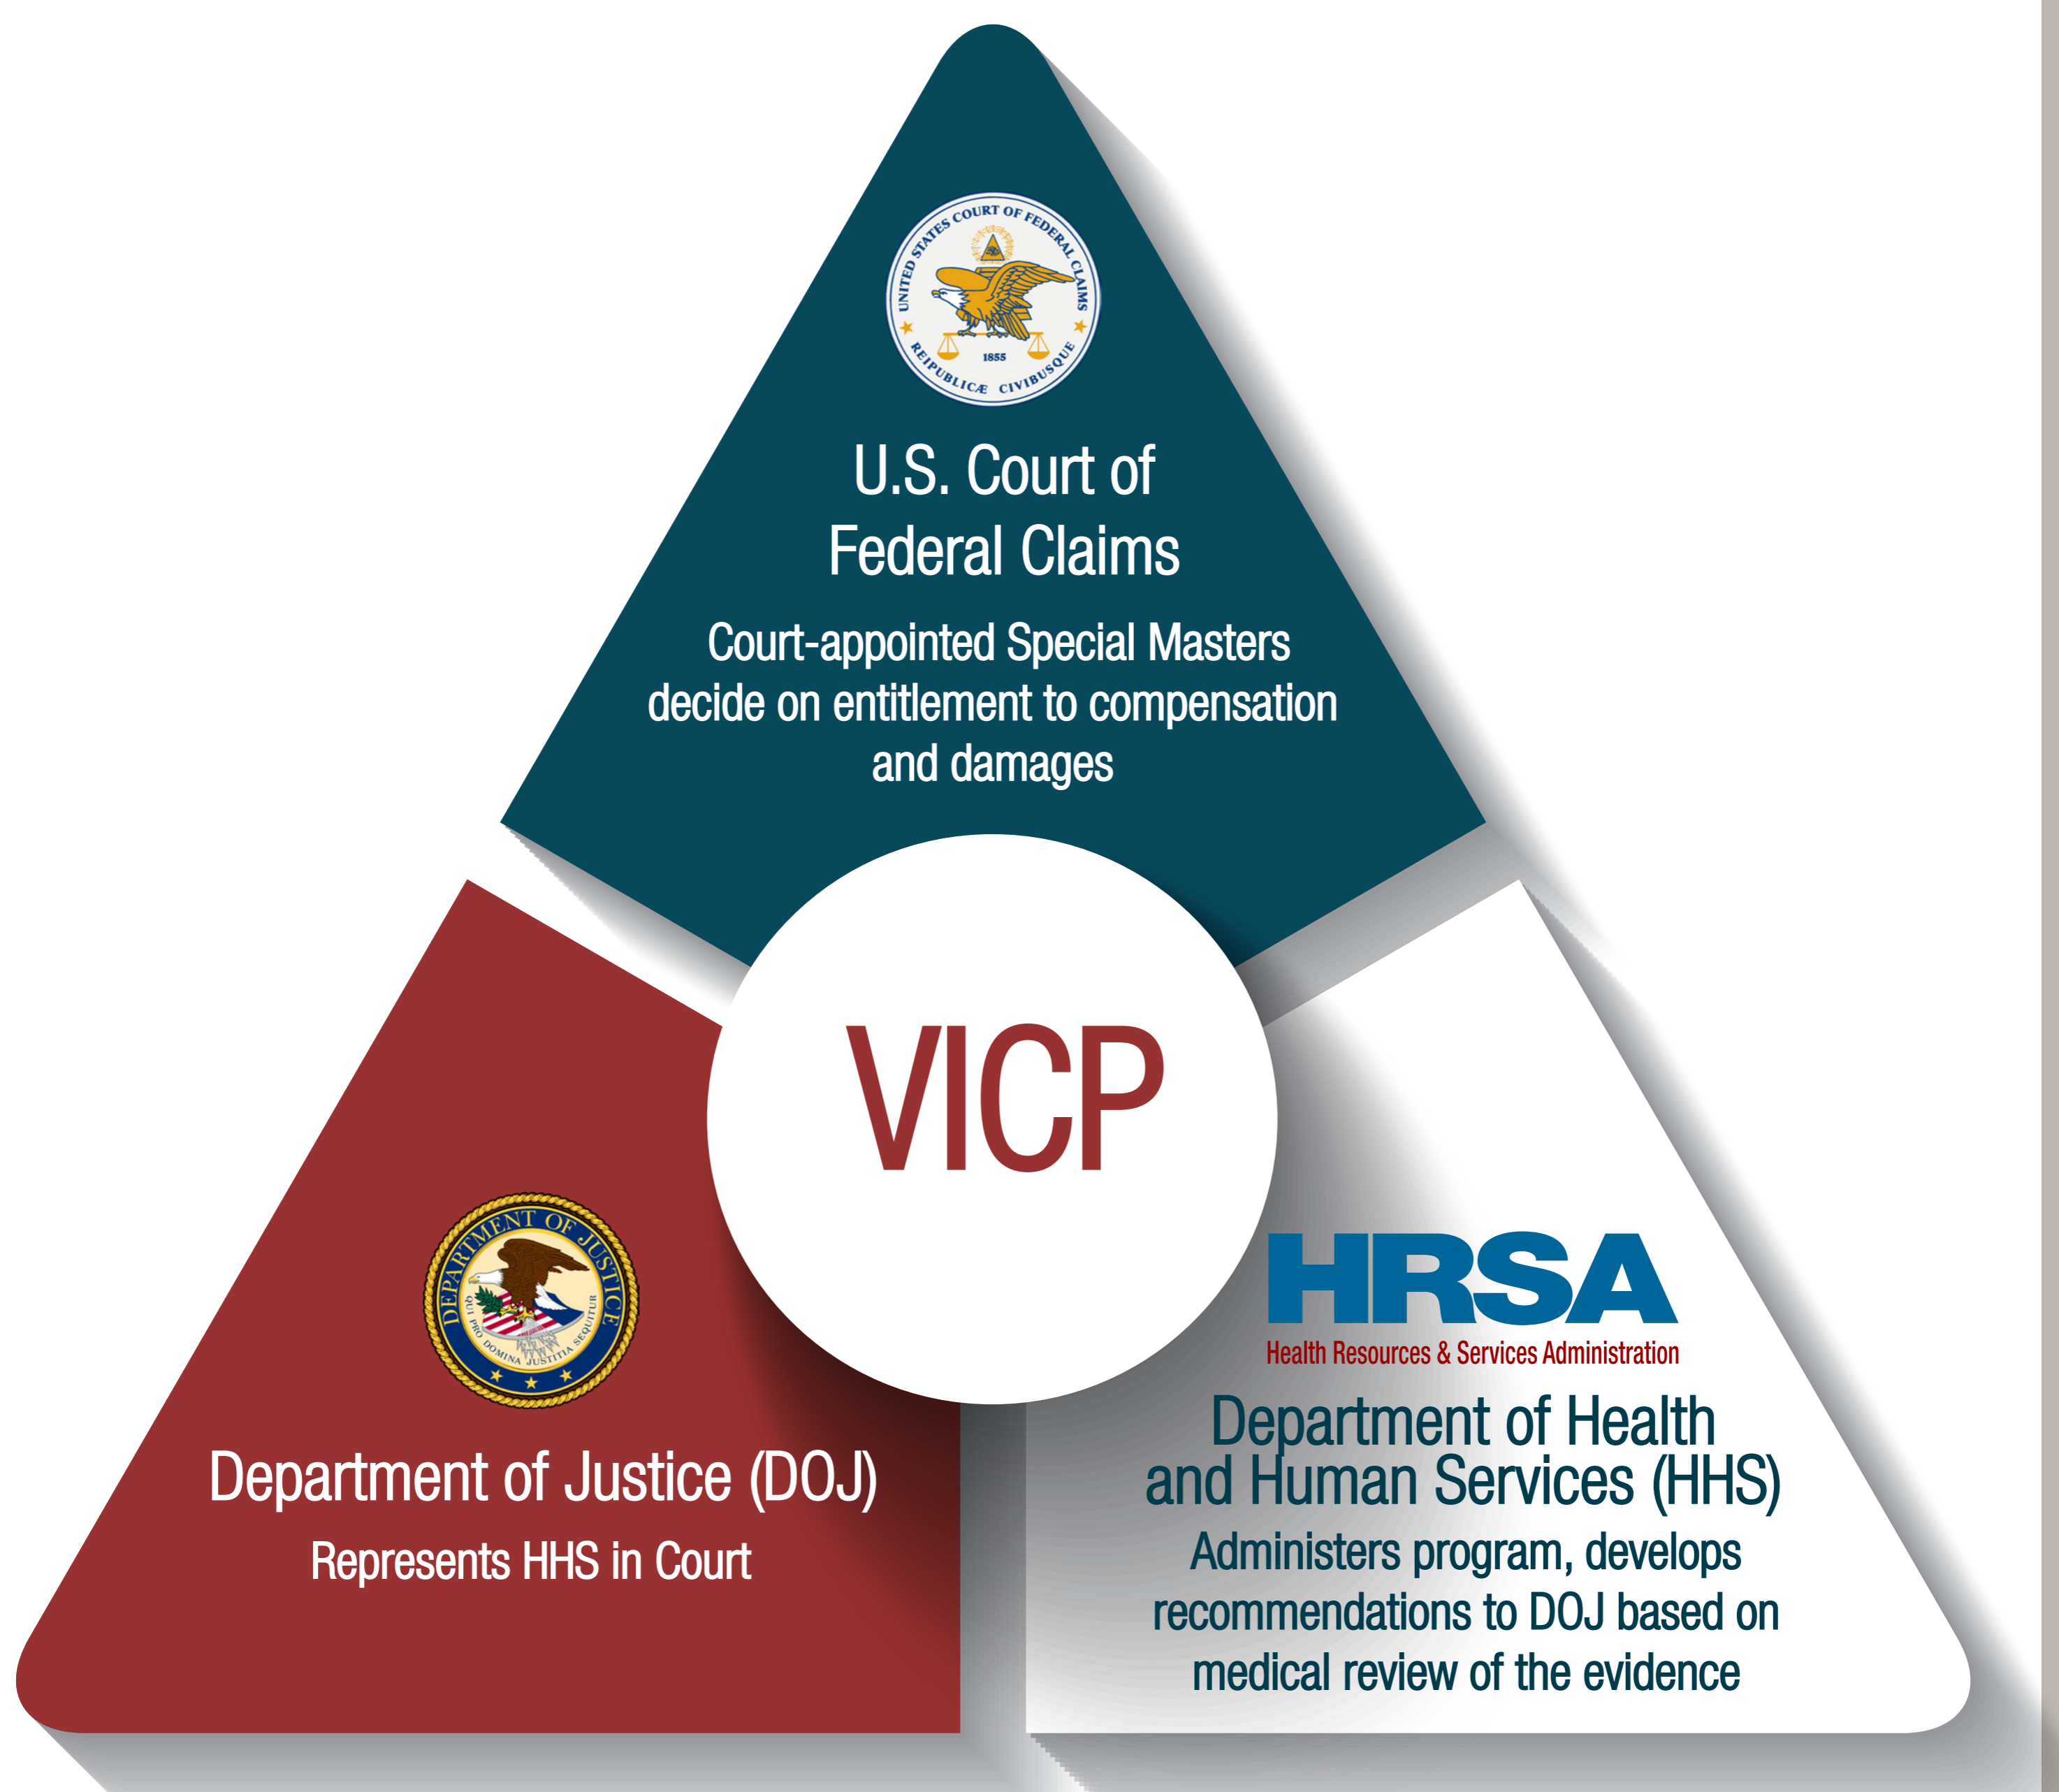 UNITED STATES COURT OF FEDERAL CLAIMS
1855
REIPUBLICÆ CIVIBUSQUE
U.S. Court of
Federal Claims
Court-appointed Special Masters
decide on entitlement to compensation
and damages
VICP
DEPARTMENT OF JUSTICE
QUI PRO DOMINA JUSTITIA SEQUITUR
Department of Justice (DOJ)
Represents HHS in Court
HRSA
Health Resources & Services Administration
Department of Health
and Human Services (HHS)
Administers program, develops
recommendations to DOJ based on
medical review of the evidence